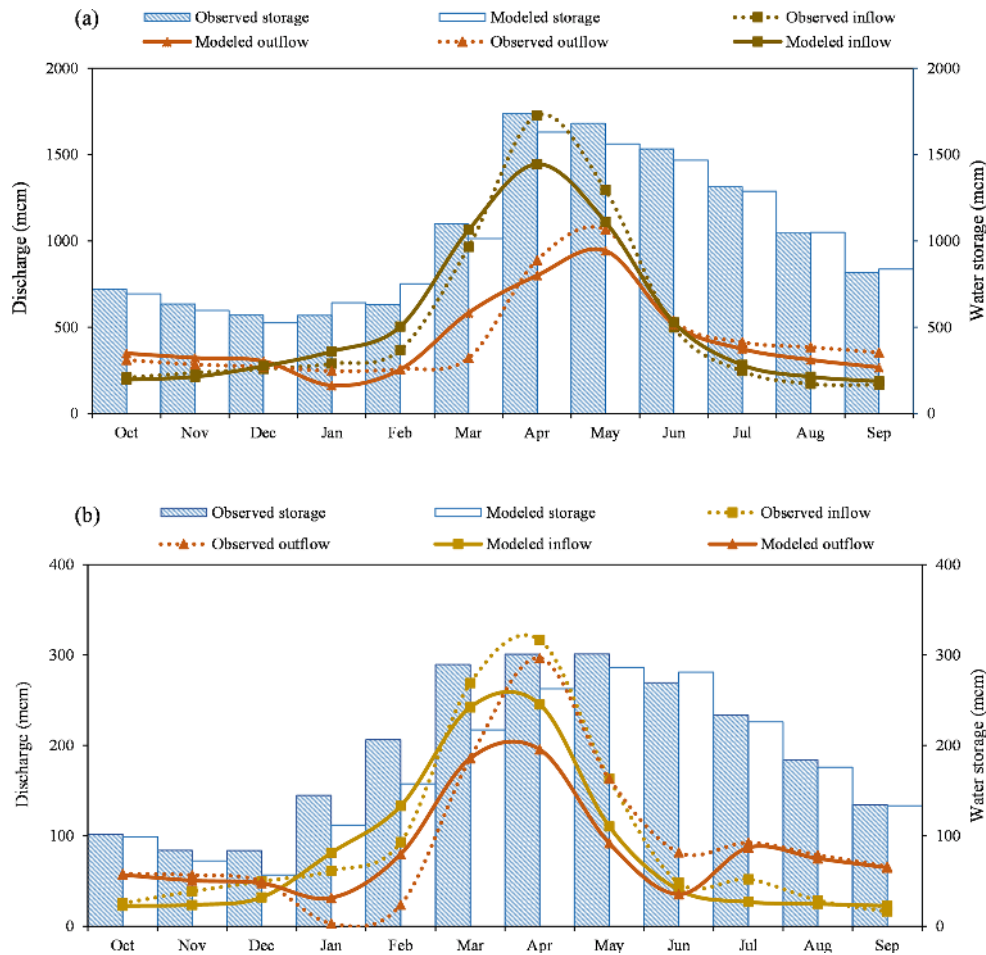 (a)
Observed storage Modeled storage Observed inflow
Modeled outflow Observed outflow Modeled inflow
2000 2000
1500 1500
1000 1000
500 500
0 0
Discharge (mcm)
Water storage (mcm)
Oct Nov Dec Jan Feb Mar Apr May Jun Jul Aug Sep
(b)
Observed storage Modeled storage Observed inflow
Observed outflow Modeled inflow Modeled outflow
400 400
300 300
200 200
100 100
0 0
Discharge (mcm)
Water storage (mcm)
Oct Nov Dec Jan Feb Mar Apr May Jun Jul Aug Sep